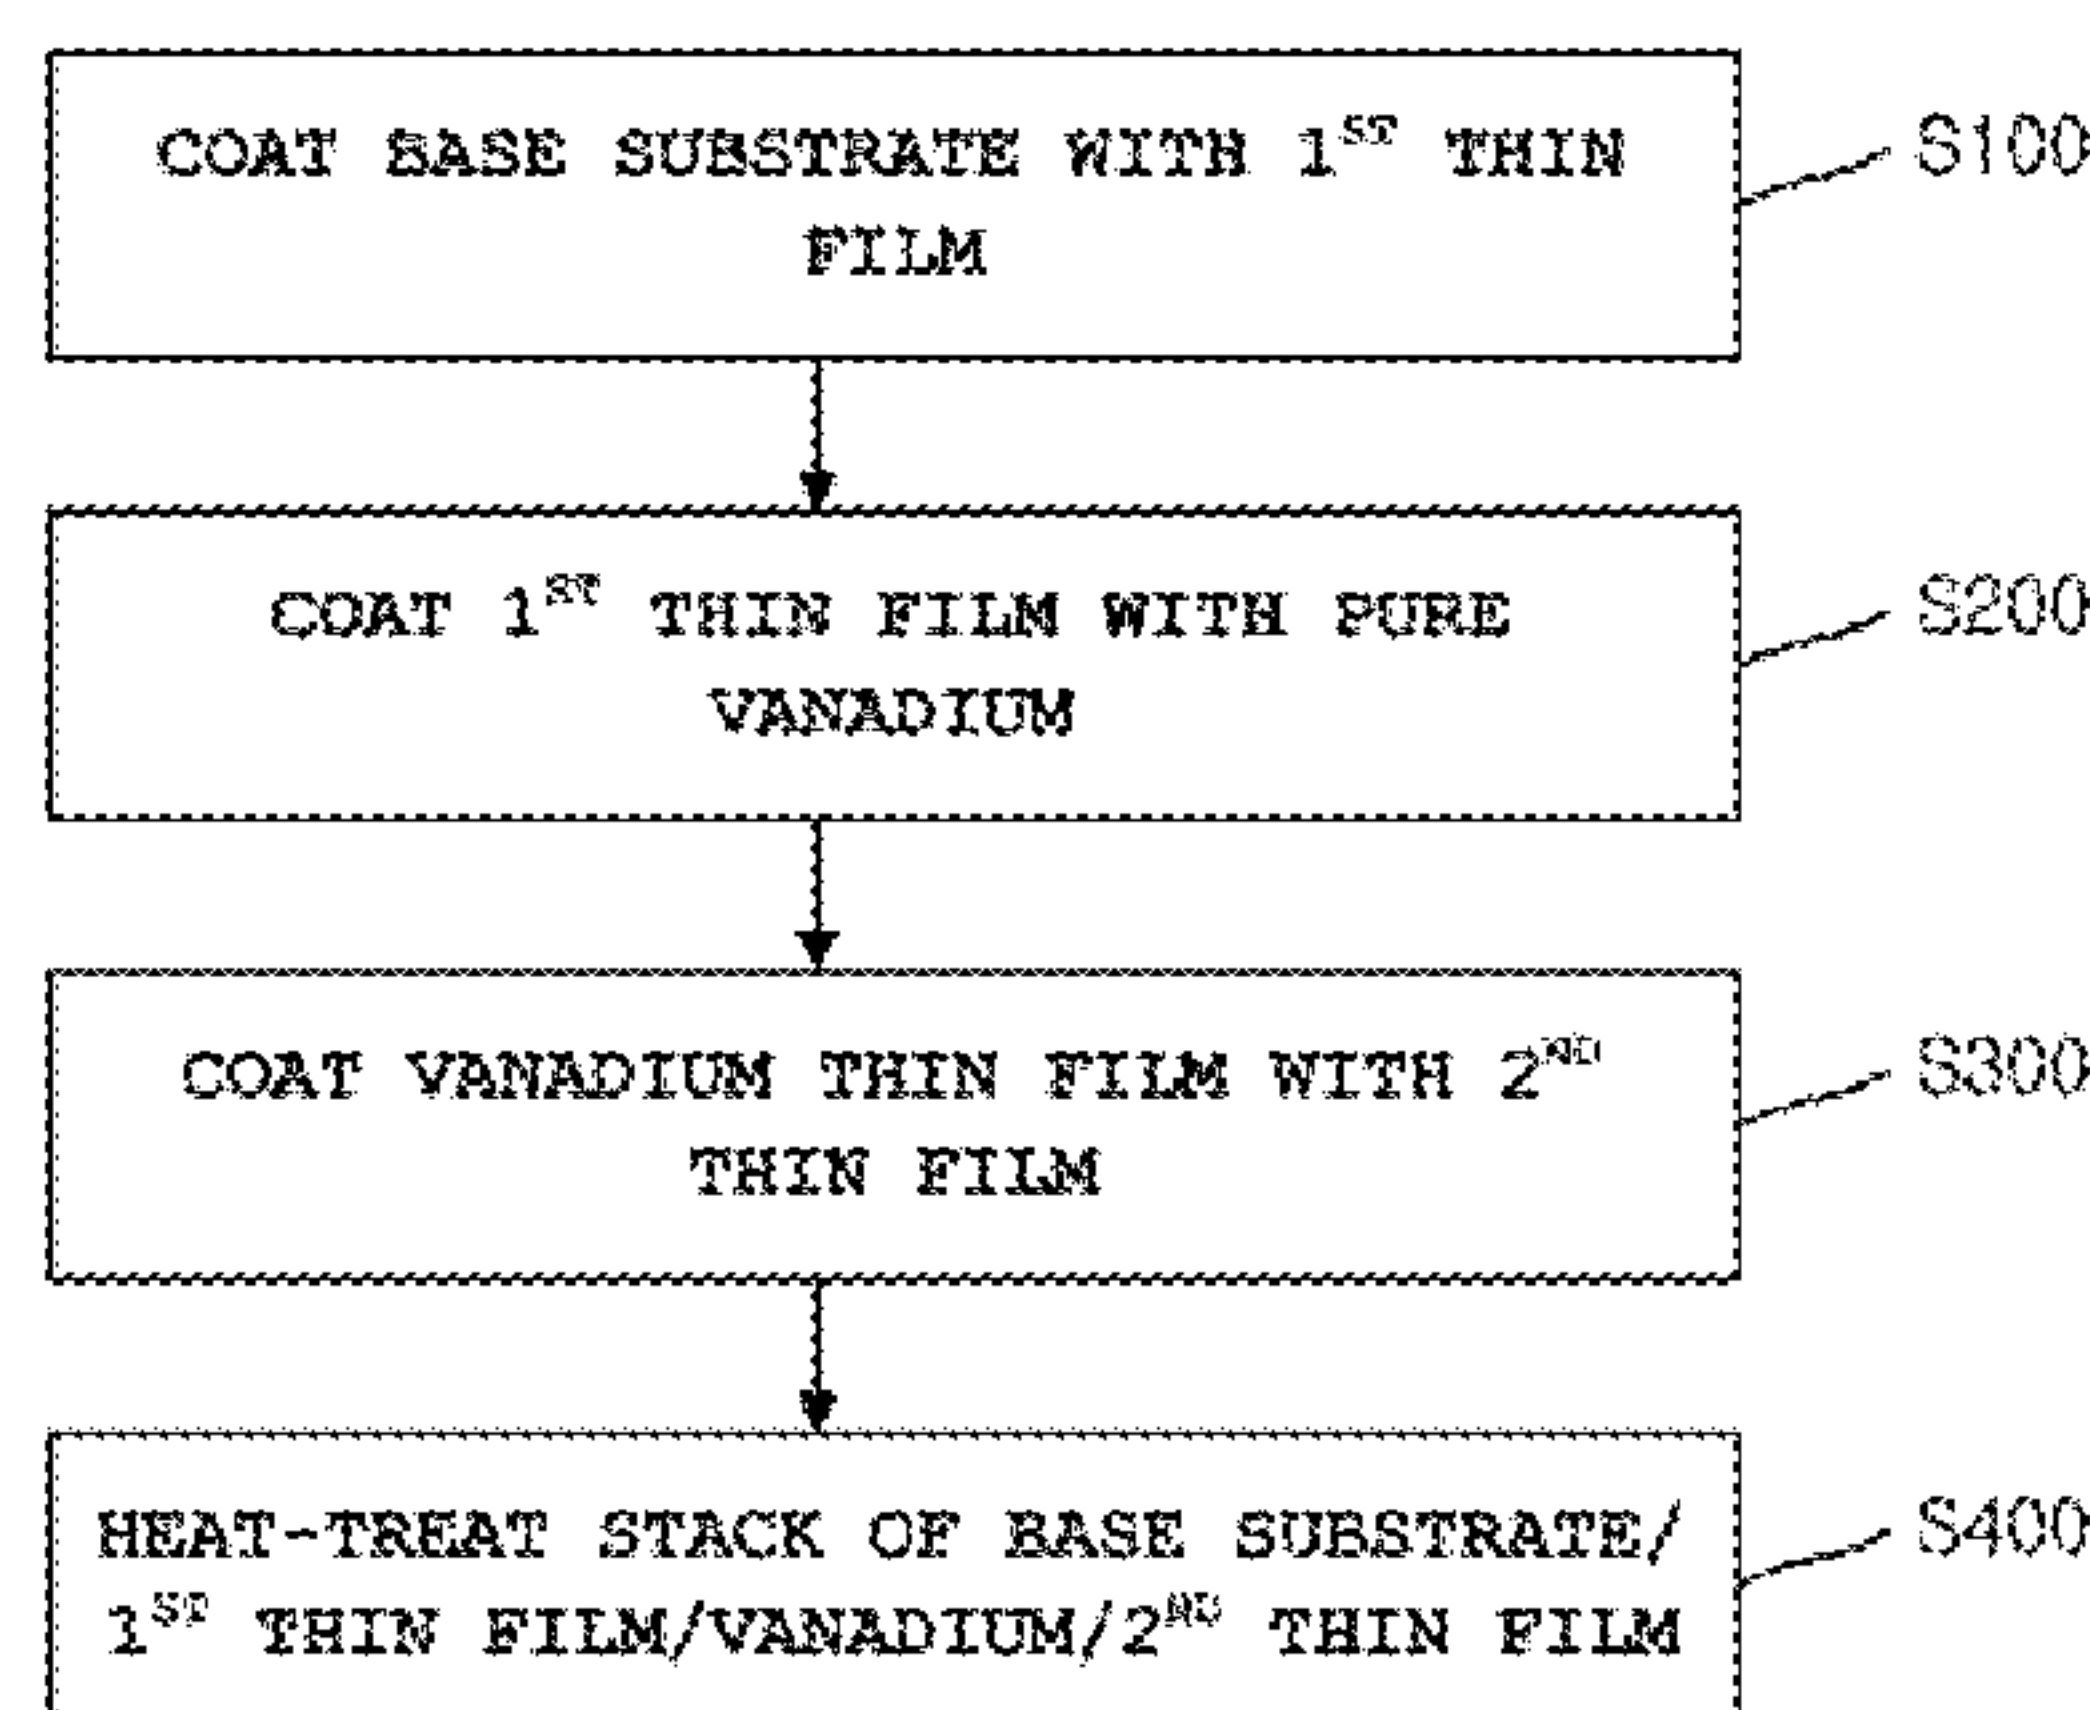 COAT BASE SUBSTRATE WITH 1ST THIN
FILM
S100
COAT 1ST THIN FILM WITH PURE
VANADIUM
S200
COAT VANADIUM THIN FILM WITH 2ND
THIN FILM
S300
HEAT-TREAT STACK OF BASE SUBSTRATE/
1ST THIN FILM/VANADIUM/2ND THIN FILM
S400